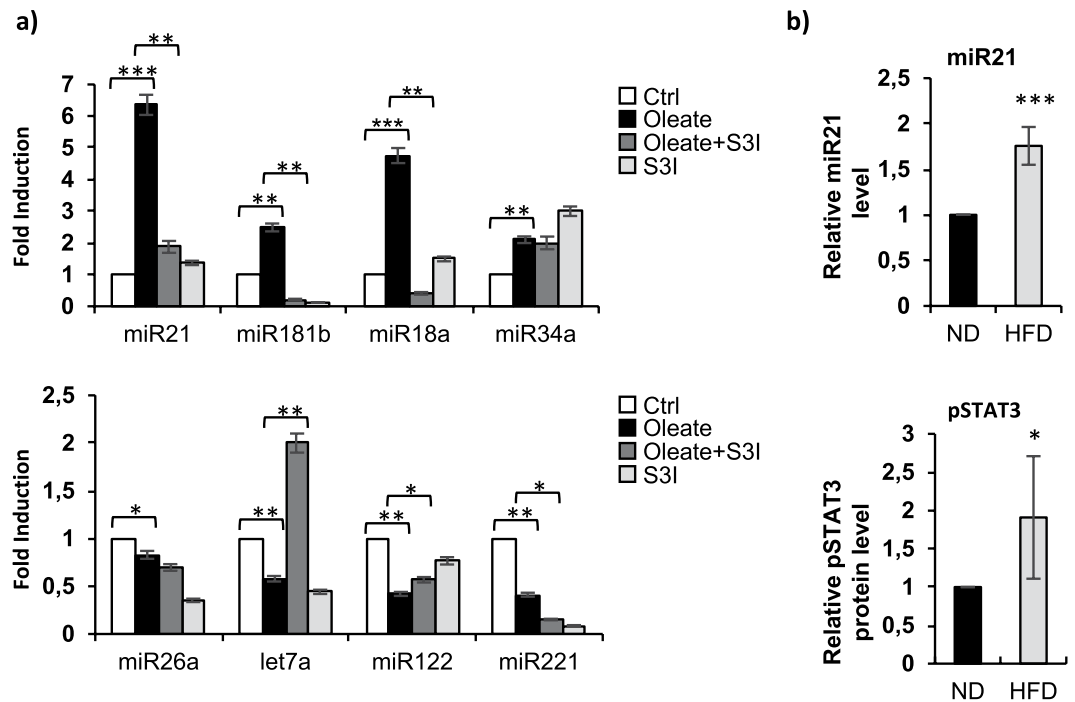 a)
** 
***
**
**
***
**
**
Fold Induction
7
6
5
4
3
2
1
0
miR21 miR181b miR18a miR34a
Ctrl
Oleate
Oleate+S3I
S3I
Fold Induction
2,5
2
1.5
1
0,5
0
*
**
**
**
*
**
*
miR26a let7a miR122 miR221
Ctrl
Oleate
Oleate+S3I
S3I
b)
miR21
Relative miR21
level
2,5
2
1,5
1
0,5
0
***
ND HFD
pSTAT3
Relative pSTAT3
protein level
3
2,5
2
1,5
1
0,5
0
*
ND HFD